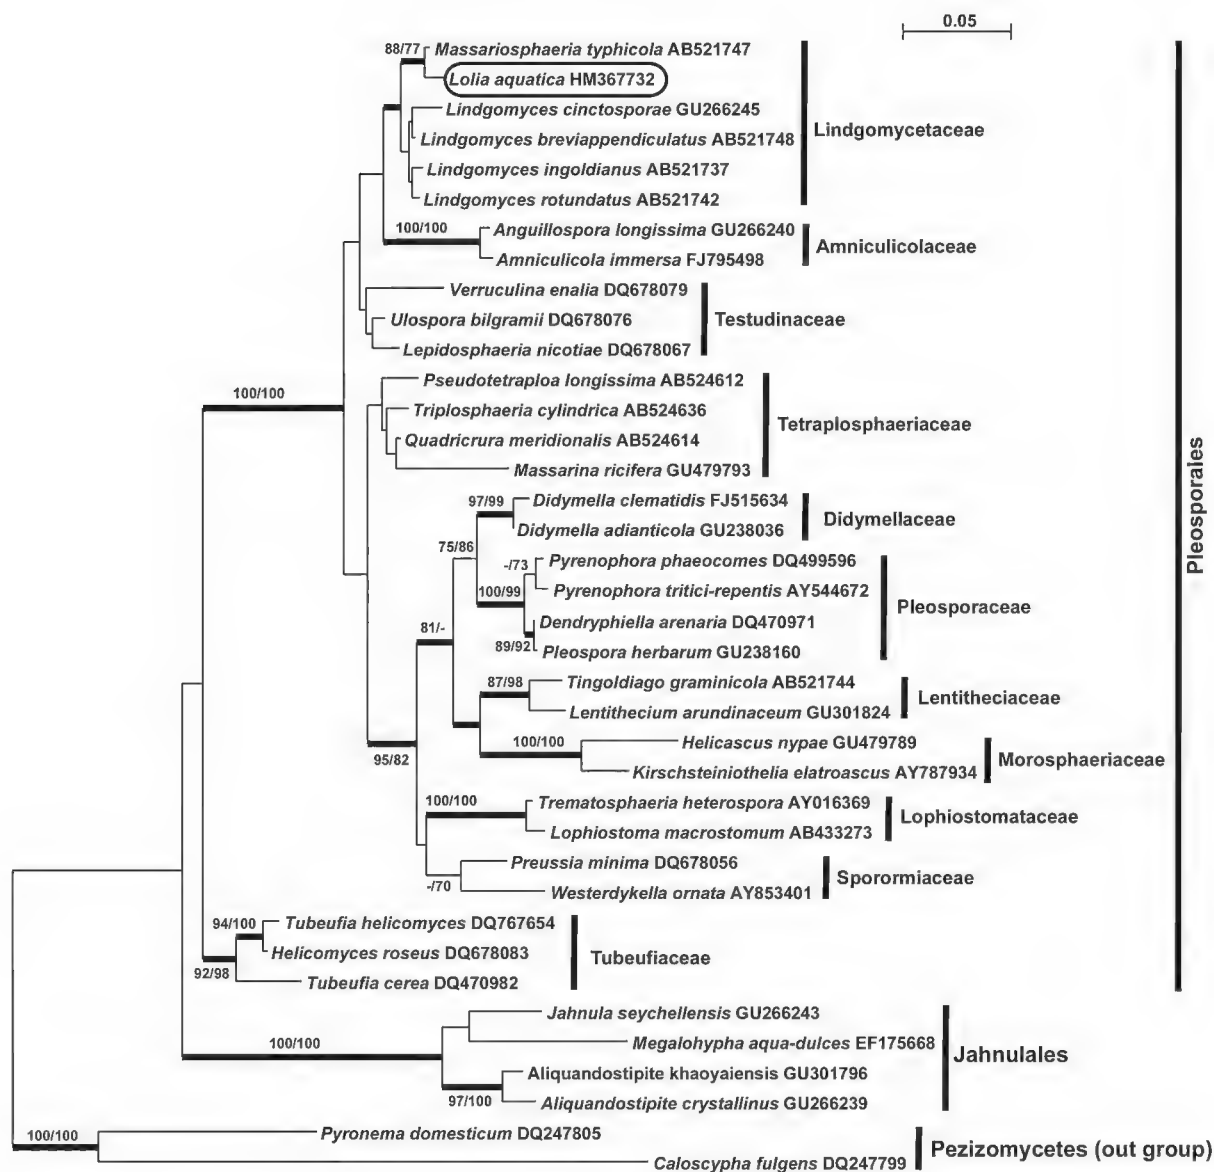 0.05
88/77
Massariosphaeria typhicola AB521747
Lolia aquatica HM367732
Lindgomyces cinctosporae GU266245
Lindgomyces breviappendiculatus AB521748
Lindgomycetaceae
Lindgomyces ingoldianus AB521737
Lindgomyces rotundatus AB521742
100/100
Anguillospora longissima GU266240
Amniculicolaceae
Amniculicola immersa FJ795498
Verruculina enalia DQ678079
Ulospora bilgramii DQ678076
Testudinaceae
Lepidosphaeria nicotiae DQ678067
100/100
Pseudotetraploa longissima AB524612
Triplosphaeria cylindrica AB524636
Tetraplosphaeriaceae
Quadricrura meridionalis AB524614
Massarina ricifera GU479793
Pleosporales
97/99
Didymella clematidis FJ515634
Didymellaceae
Didymella adianticola GU238036
75/86
-/73
Pyrenophora phaeocomes DQ499596
100/99
Pyrenophora tritici-repentis AY544672
Pleosporaceae
81/-
Dendryphiella arenaria DQ470971
89/92
Pleospora herbarum GU238160
87/98
Tingoldiago graminicola AB521744
Lentitheciaceae
Lentithecium arundinaceum GU301824
95/82
100/100
Helicascus nypae GU479789
Morosphaeriaceae
Kirschsteiniothelia elatroascus AY787934
100/100
Trematosphaeria heterospora AY016369
Lophiostomataceae
Lophiostoma macrostomum AB433273
-/70
Preussia minima DQ678056
Sporormiaceae
Westerdykella ornata AY853401
94/100
Tubeufia helicomyces DQ767654
Helicomyces roseus DQ678083
Tubeufiaceae
92/98
Tubeufia cerea DQ470982
Jahnula seychellensis GU266243
100/100
Megalohypha aqua-dulces EF175668
Jahnulales
Aliquandostipite khaoyaiensis GU301796
97/100
Aliquandostipite crystallinus GU266239
100/100
Pyronema domesticum DQ247805
Pezizomycetes (out group)
Caloscypha fulgens DQ247799